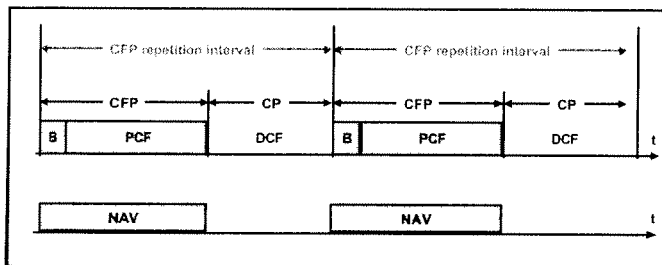 CFP repetition interval CFP repetition interval
CFP CP CFP CP
B PCF DCF B PCF DCF t
NAV NAV t